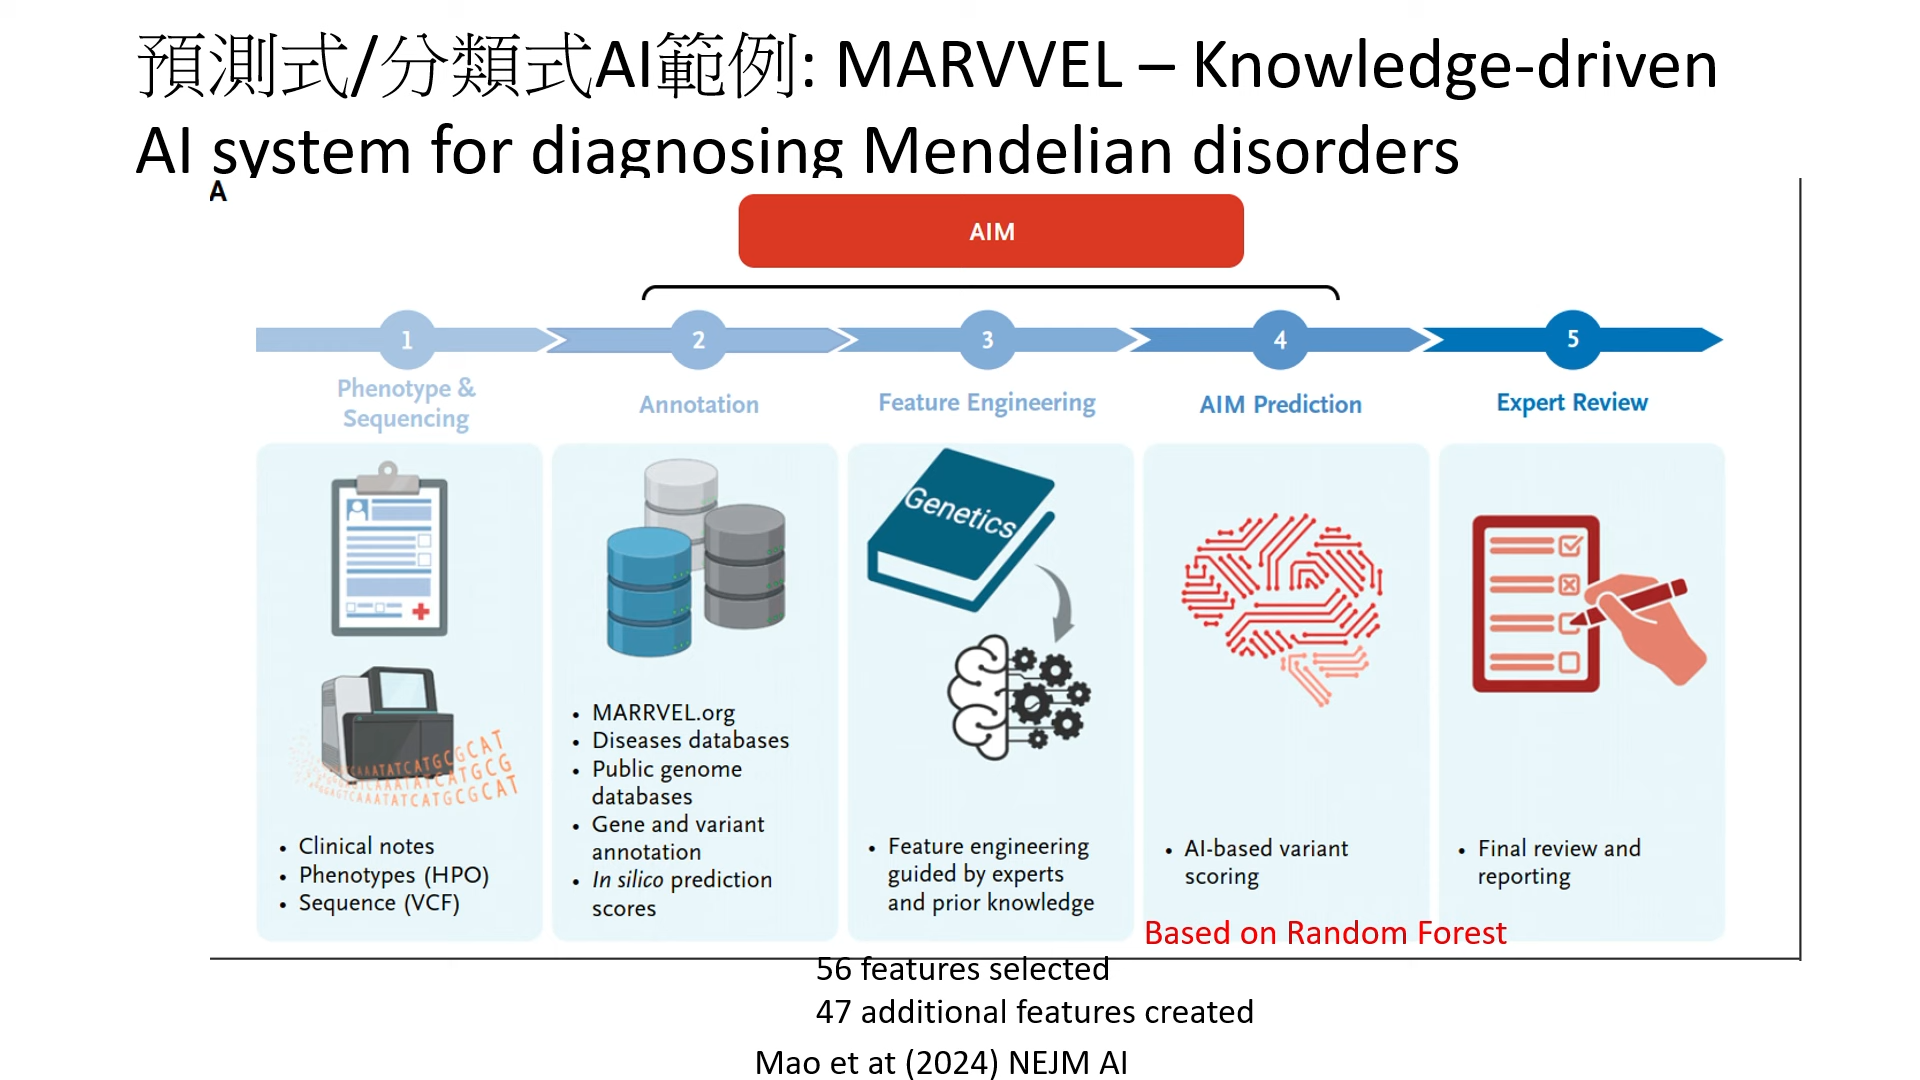 預測式/分類式AI範例: MARVVEL – Knowledge-driven
AI system for diagnosing Mendelian disorders
A
AIM
1
2
3
4
5
Phenotype &
Sequencing
Annotation
Feature Engineering
AIM Prediction
Expert Review
Genetics
• Clinical notes
• Phenotypes (HPO)
• Sequence (VCF)
• MARRVEL.org
• Diseases databases
• Public genome
databases
• Gene and variant
annotation
• In silico prediction
scores
• Feature engineering
guided by experts
and prior knowledge
• AI-based variant
scoring
• Final review and
reporting
Based on Random Forest
56 features selected
47 additional features created
Mao et at (2024) NEJM AI